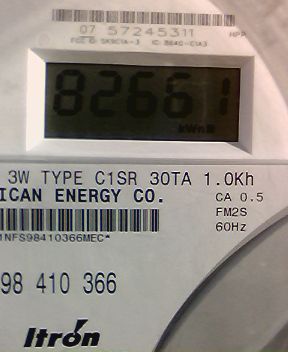 07 57245311
82661
3W TYPE C1SR 30TA 1.0Kh
ICAN ENERGY CO.
CA 0.5
FM2S
60Hz
1NFS98410366MEC*
98 410 366
Itron